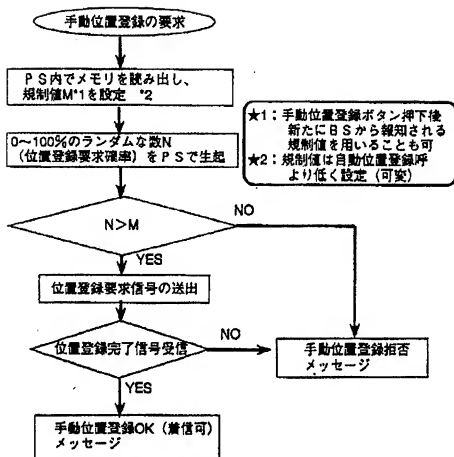 手動位置登録の要求
PS内でメモリを読み出し、
規制値M*1を設定 *2
★1：手動位置登録ボタン押下後
新たにBSから報知される
規制値を用いることも可
★2：規制値は自動位置登録呼
より低く設定（可変）
0～100%のランダムな数N
（位置登録要求確率）をPSで生起
N>M
NO
YES
位置登録要求信号の送出
位置登録完了信号受信
NO
手動位置登録拒否
メッセージ
YES
手動位置登録OK（着信可）
メッセージ